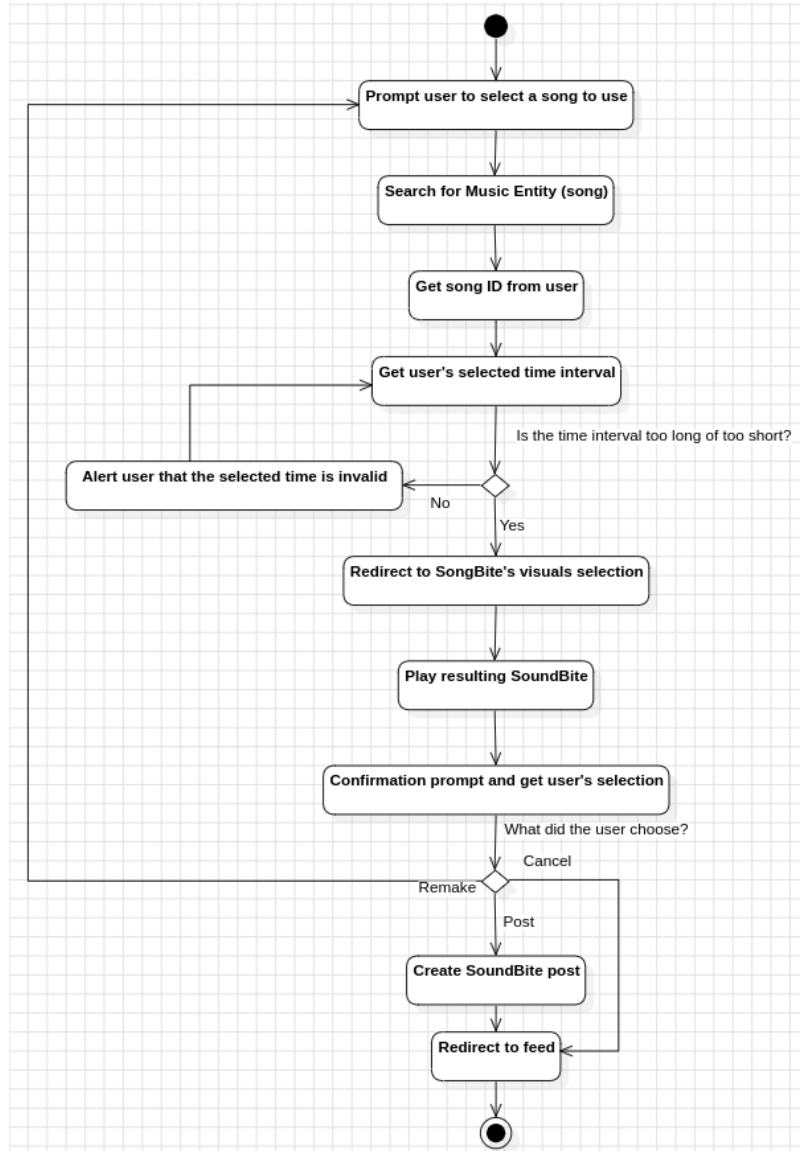 Prompt user to select a song to use
Search for Music Entity (song)
Get song ID from user
Get user's selected time interval
Is the time interval too long of too short?
Alert user that the selected time is invalid
No
Yes
Redirect to SongBite's visuals selection
Play resulting SoundBite
Confirmation prompt and get user's selection
What did the user choose?
Cancel
Remake
Post
Create SoundBite post
Redirect to feed